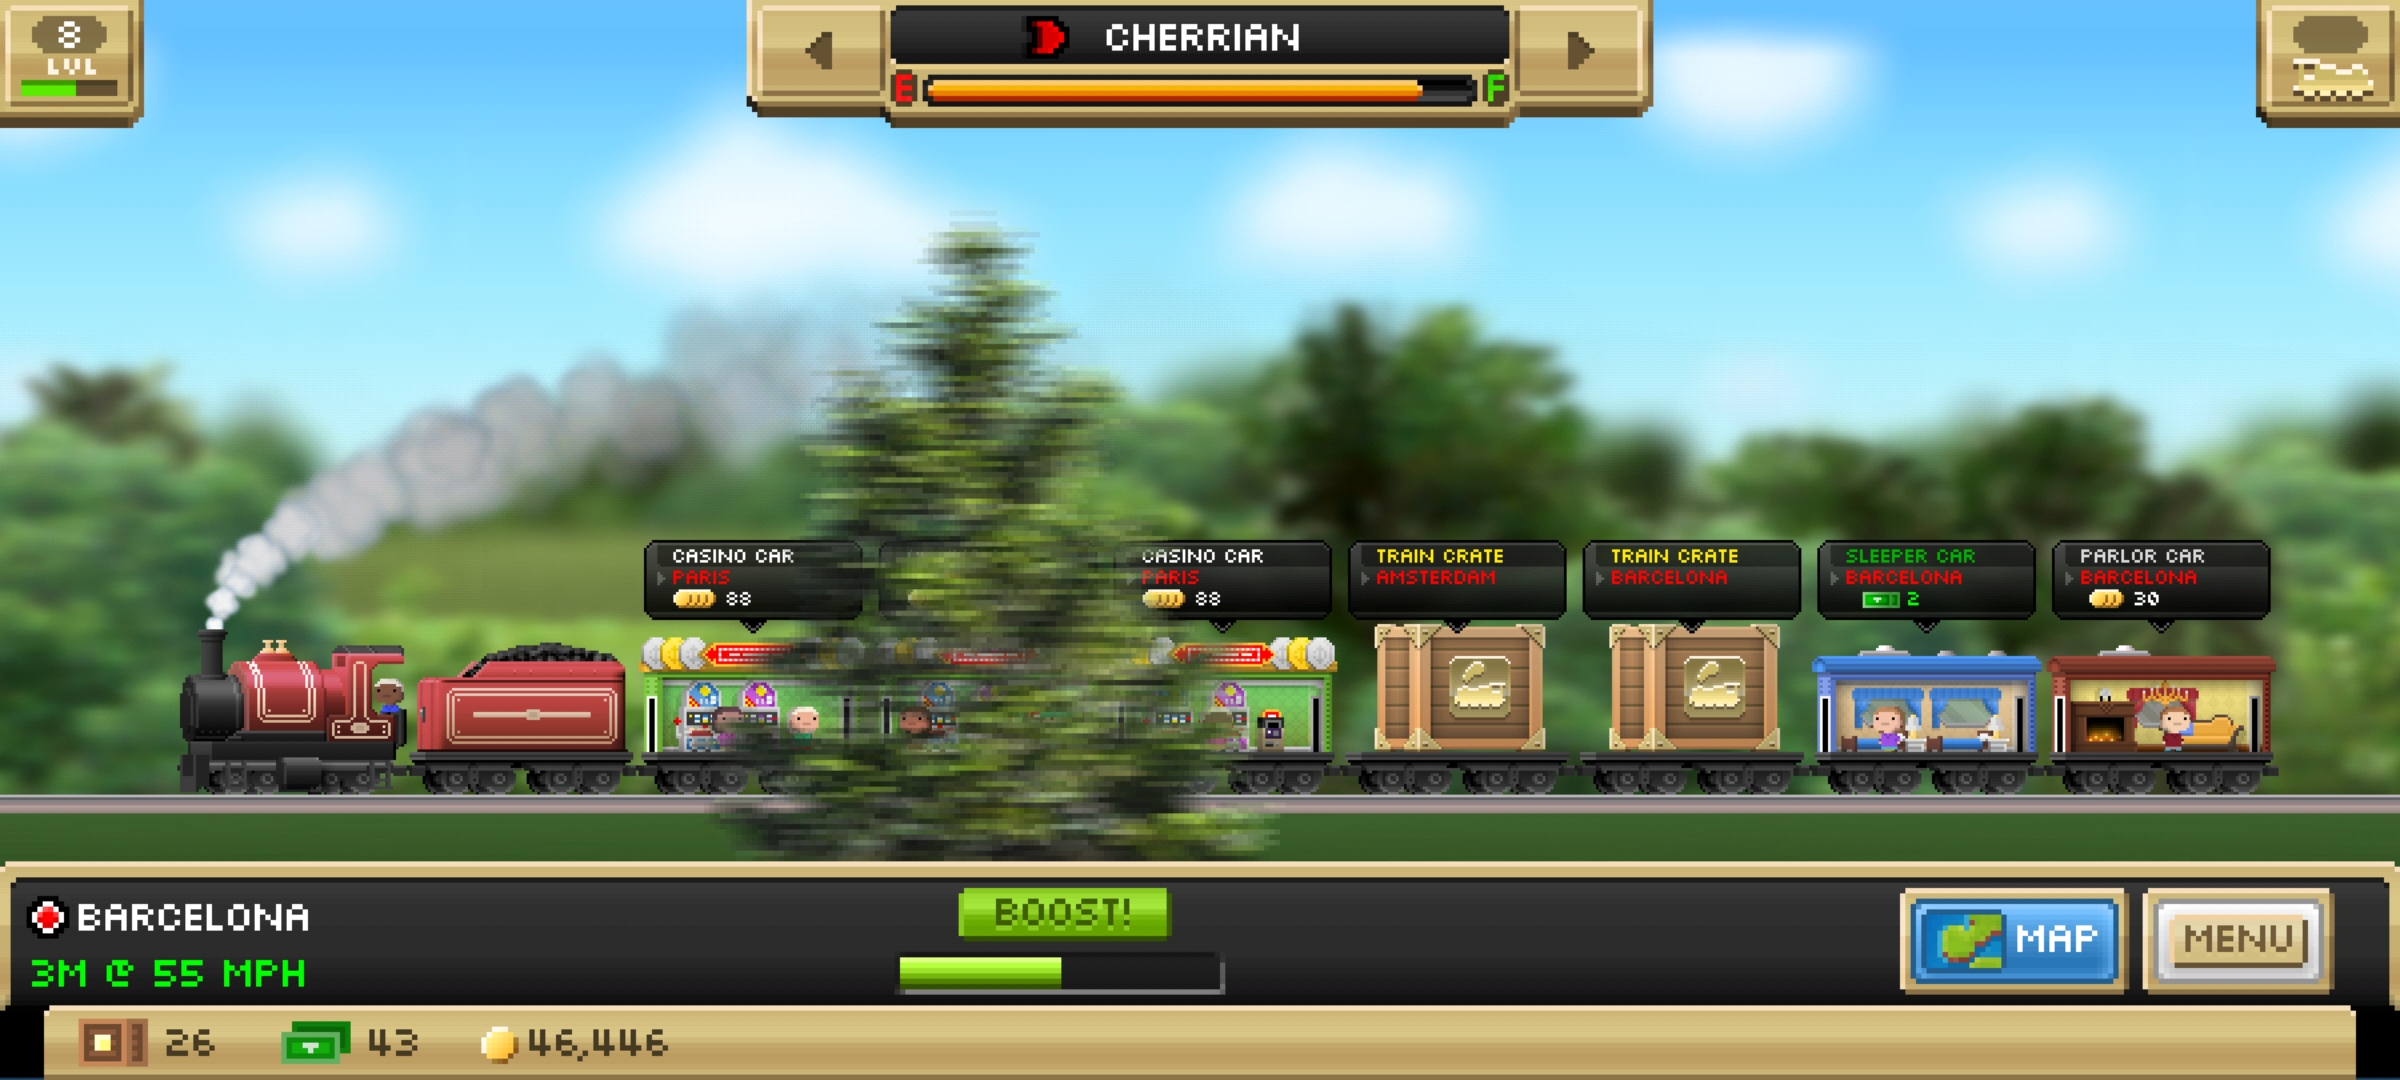 8
LVL
CHERRIAN
E F
CASINO CAR
PARIS
88
CASINO CAR
PARIS
88
TRAIN CRATE
AMSTERDAM
TRAIN CRATE
BARCELONA
SLEEPER CAR
BARCELONA
2
PARLOR CAR
BARCELONA
30
BARCELONA
3M @ 55 MPH
BOOST!
MAP
MENU
26
43
46,446